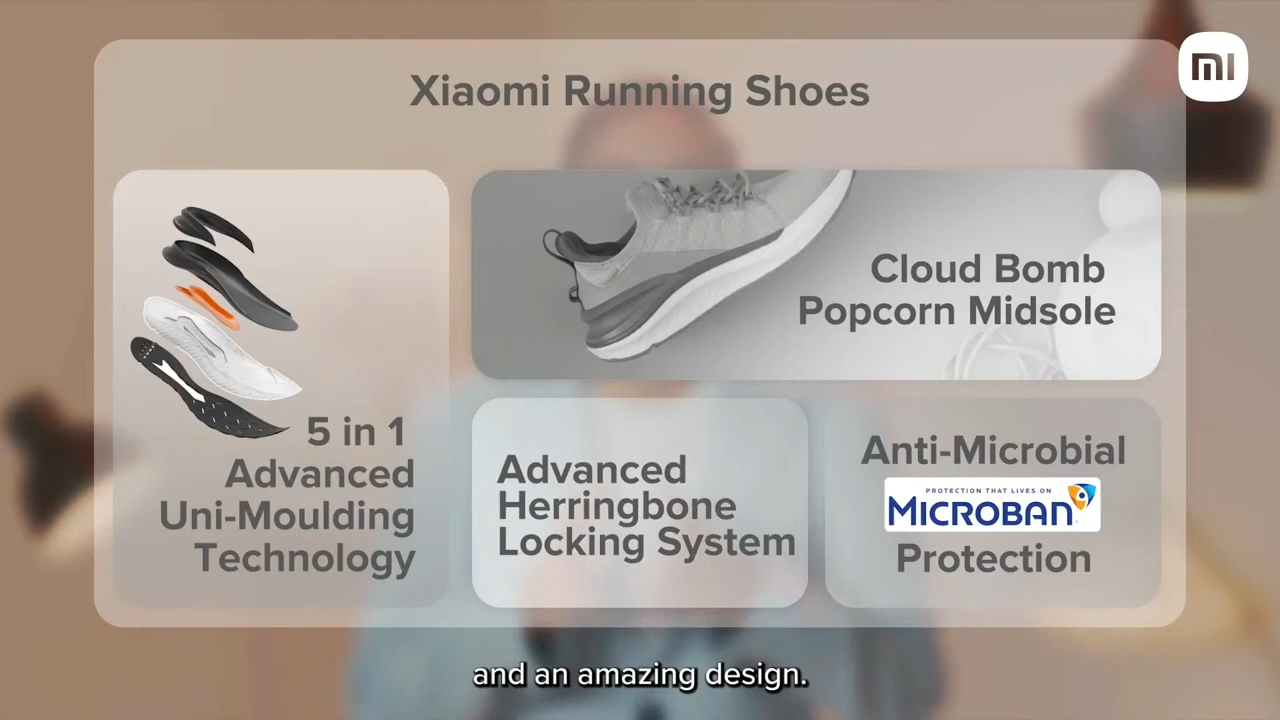 Xiaomi Running Shoes
mi
5 in 1
Advanced
Uni-Moulding
Technology
Cloud Bomb
Popcorn Midsole
Advanced
Herringbone
Locking System
Anti-Microbial
PROTECTION THAT LIVES ON
MICROBAN
Protection
and an amazing design.